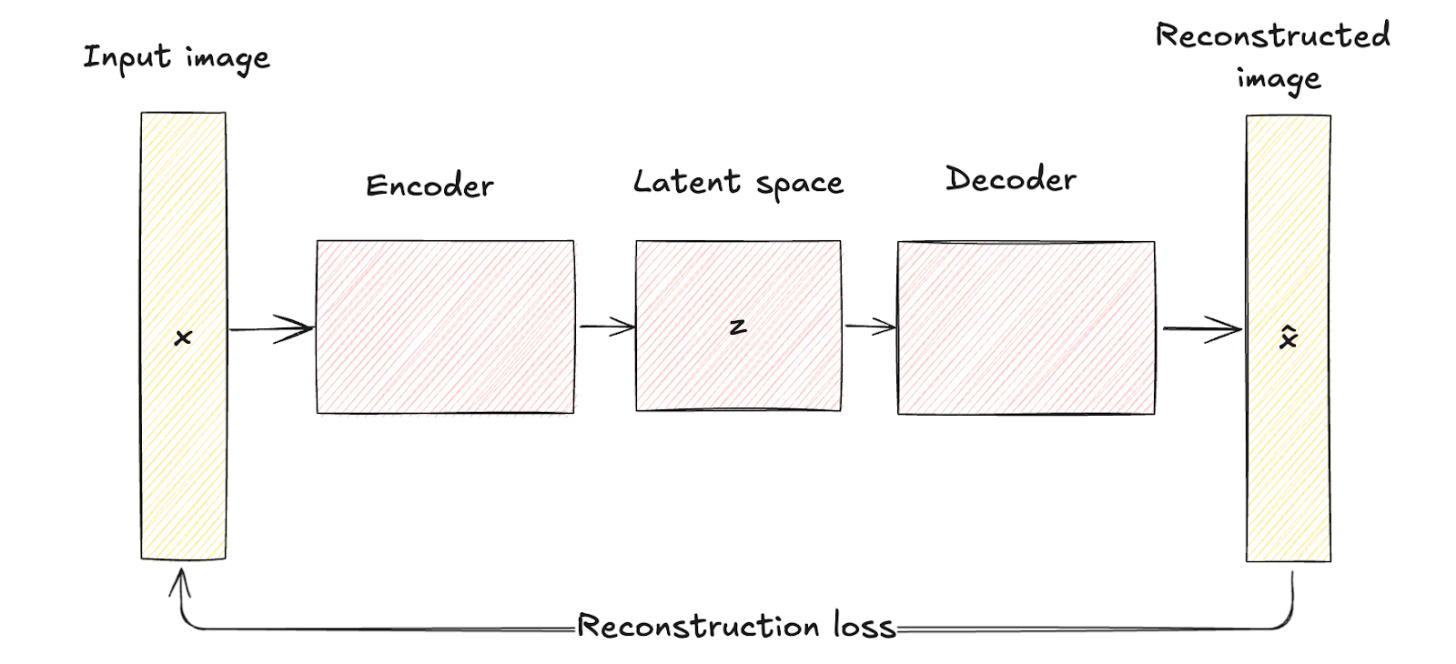 Input image
Reconstructed
image
Encoder
Latent space
Decoder
x
z
x̂
Reconstruction loss